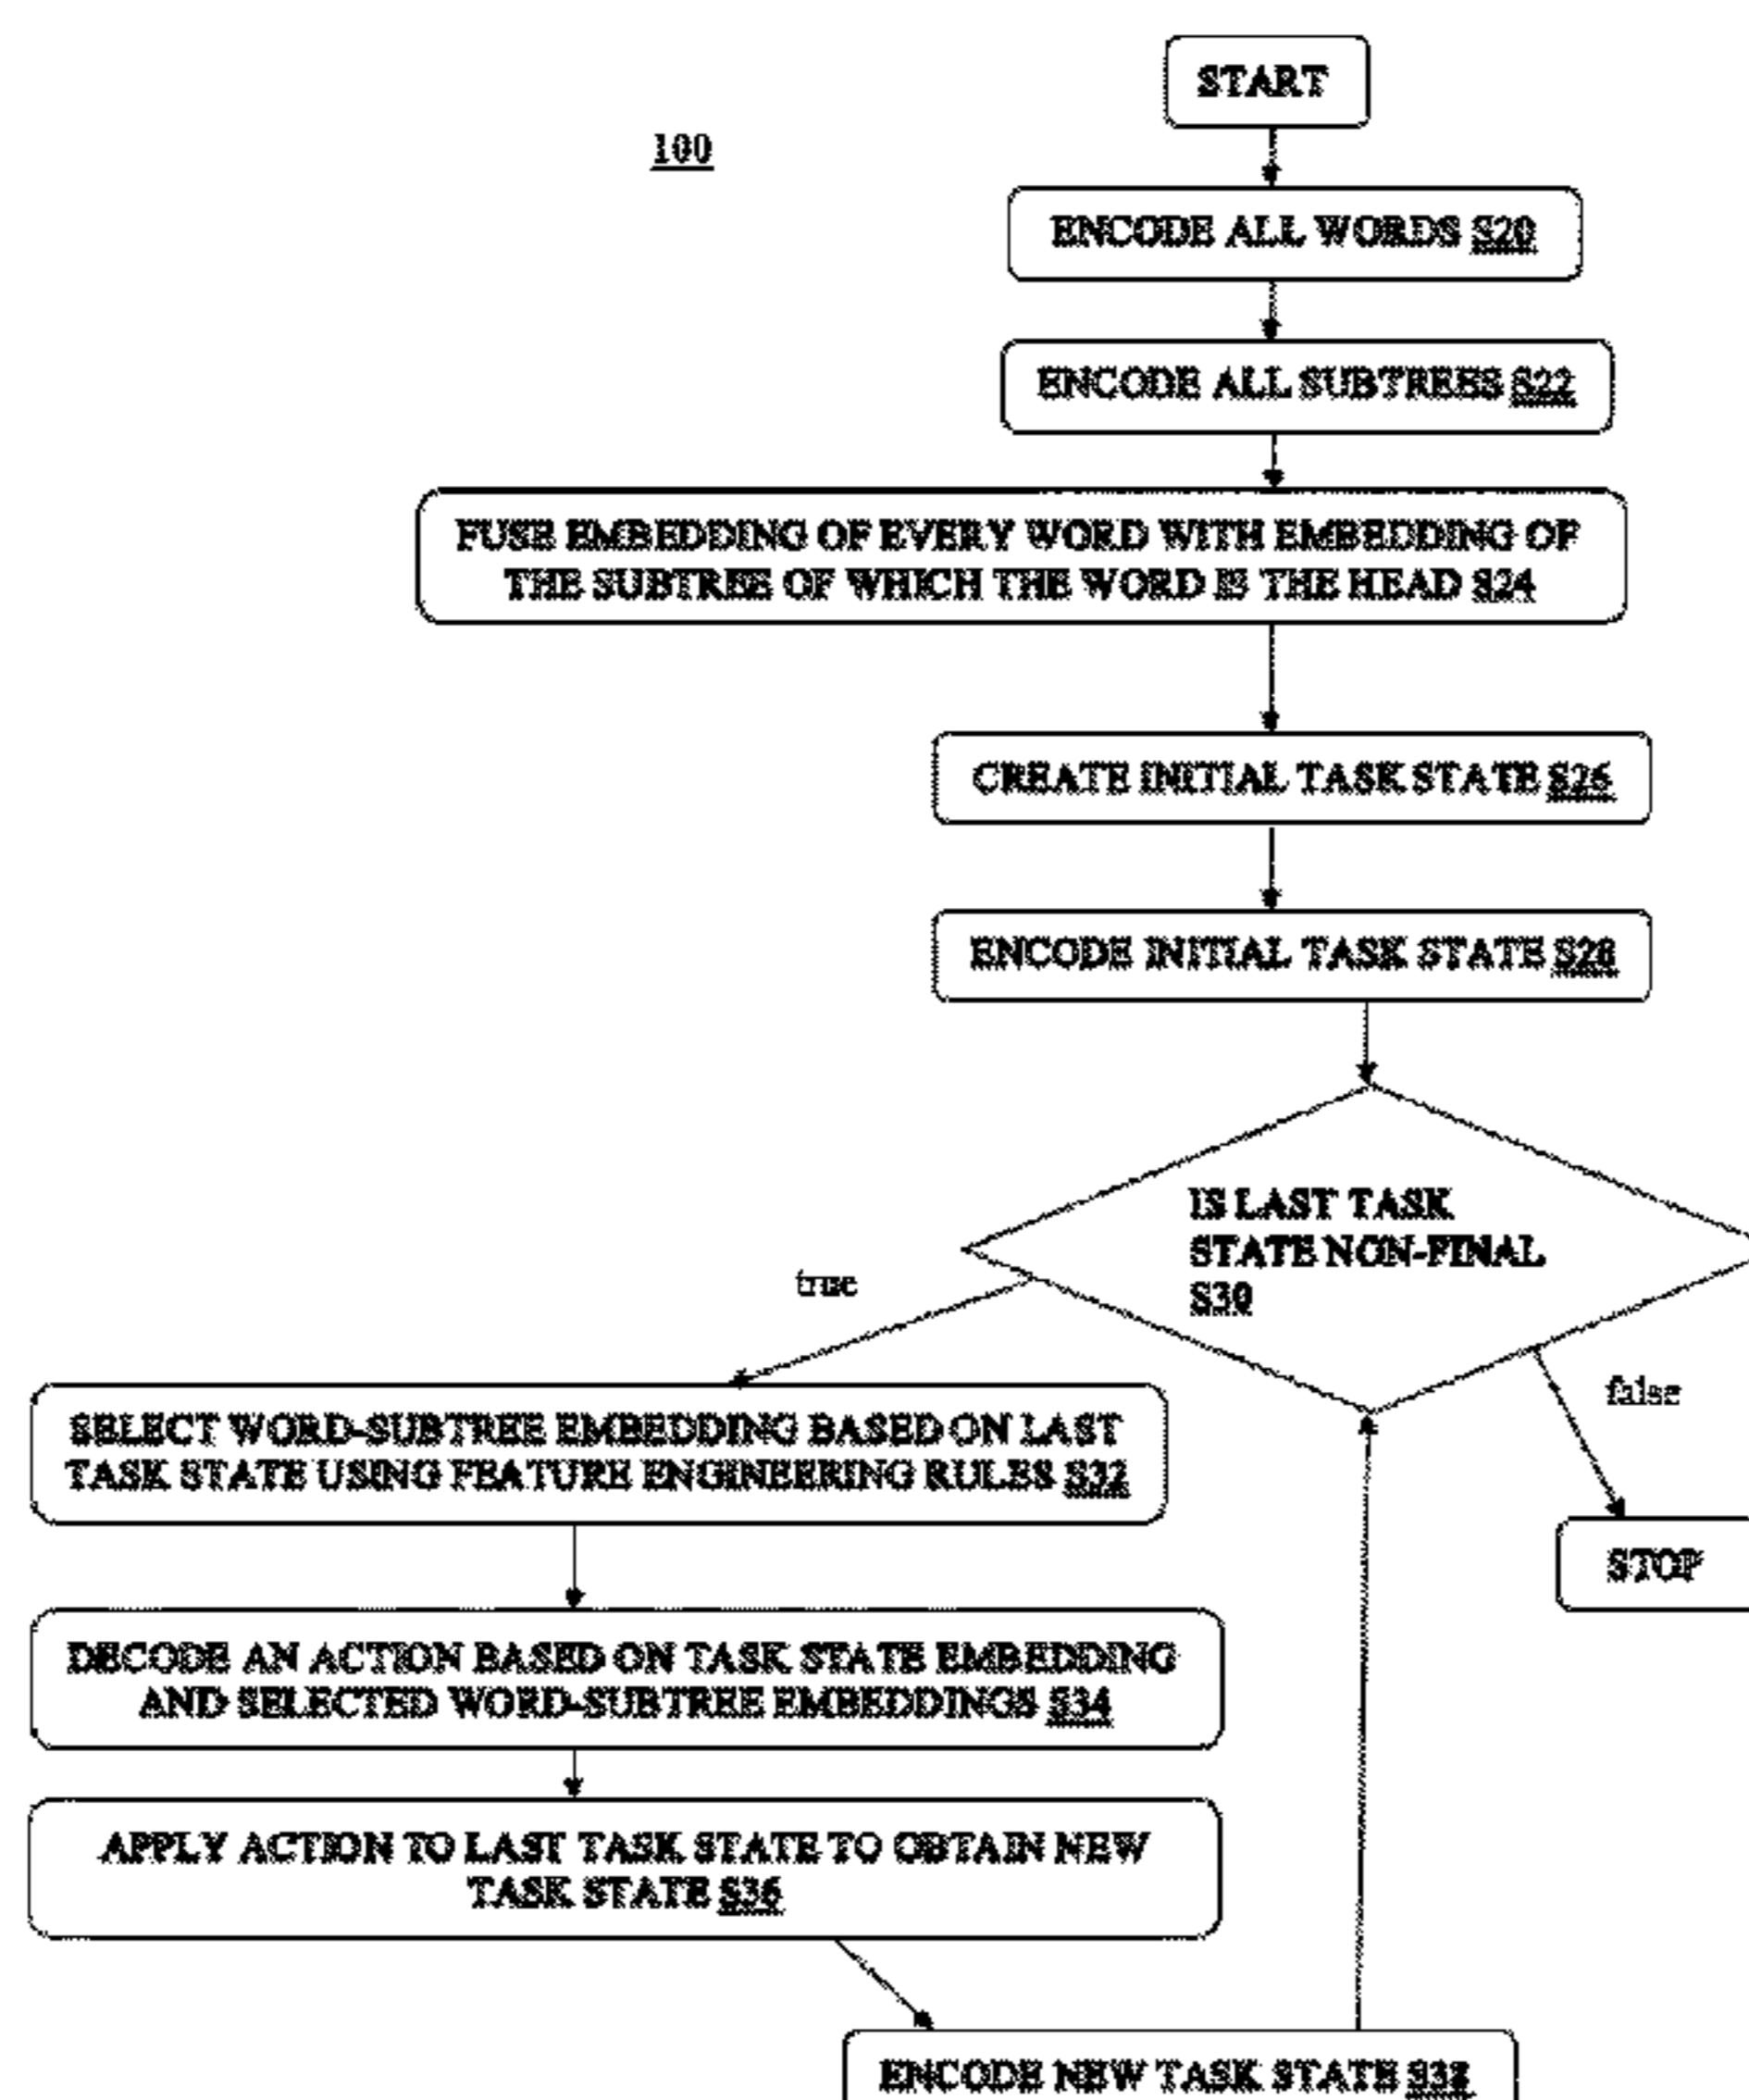 START
100
ENCODE ALL WORDS S20
ENCODE ALL SUBTREES S22
FUSE EMBEDDING OF EVERY WORD WITH EMBEDDING OF
THE SUBTREE OF WHICH THE WORD IS THE HEAD S24
CREATE INITIAL TASK STATE S26
ENCODE INITIAL TASK STATE S28
IS LAST TASK
STATE NON-FINAL
S30
true
false
SELECT WORD-SUBTREE EMBEDDING BASED ON LAST
TASK STATE USING FEATURE ENGINEERING RULES S32
STOP
DECODE AN ACTION BASED ON TASK STATE EMBEDDING
AND SELECTED WORD-SUBTREE EMBEDDINGS S34
APPLY ACTION TO LAST TASK STATE TO OBTAIN NEW
TASK STATE S36
ENCODE NEW TASK STATE S38